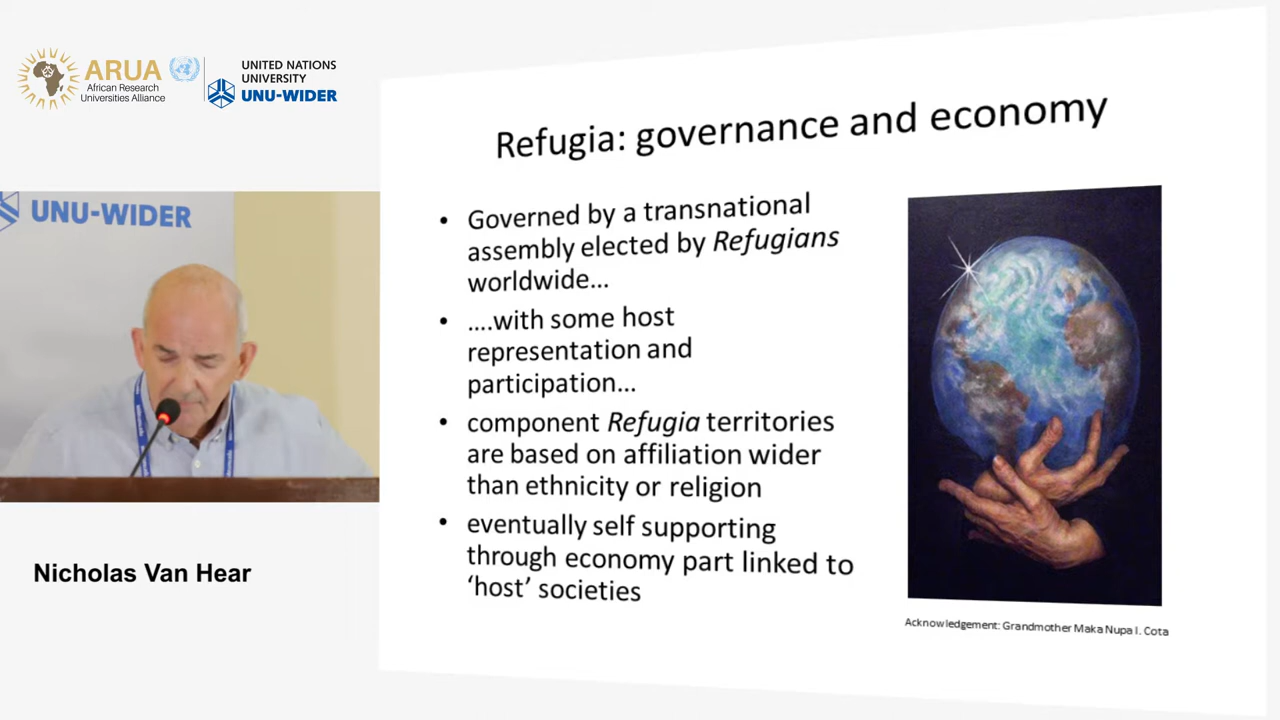 ARUA
African Research
Universities Alliance
UNITED NATIONS
UNIVERSITY
UNU-WIDER
UNU-WIDER
Nicholas Van Hear
Refugia: governance and economy
• Governed by a transnational
assembly elected by Refugians
worldwide...
• ....with some host
representation and
participation...
• component Refugia territories
are based on affiliation wider
than ethnicity or religion
• eventually self supporting
through economy part linked to
‘host’ societies
Acknowledgement: Grandmother Maka Nupa l. Cota